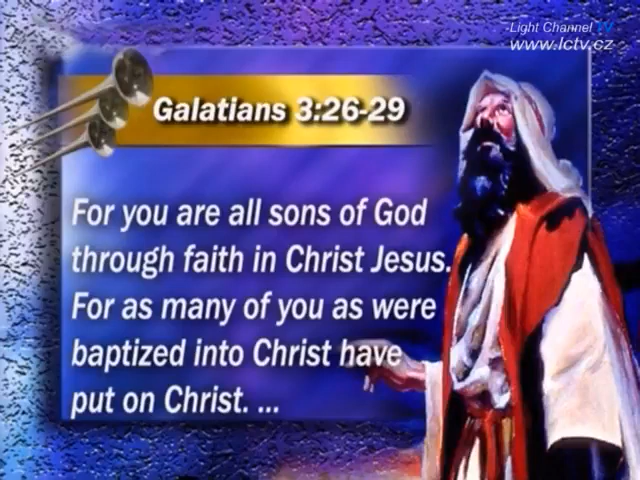 Light Channel TV
www.lctv.cz
Galatians 3:26-29
For you are all sons of God
through faith in Christ Jesus.
For as many of you as were
baptized into Christ have
put on Christ. ...